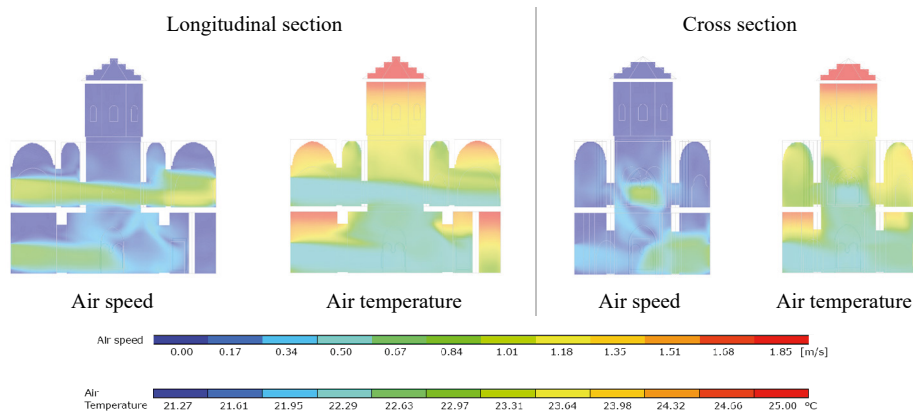 Longitudinal section
Cross section
Air speed
Air temperature
Air speed
Air temperature
Air speed
0.00 0.17 0.34 0.50 0.67 0.84 1.01 1.18 1.35 1.51 1.68 1.85 [m/s]
Air
Temperature 21.27 21.61 21.95 22.29 22.63 22.97 23.31 23.64 23.98 24.32 24.56 25.00 ºC